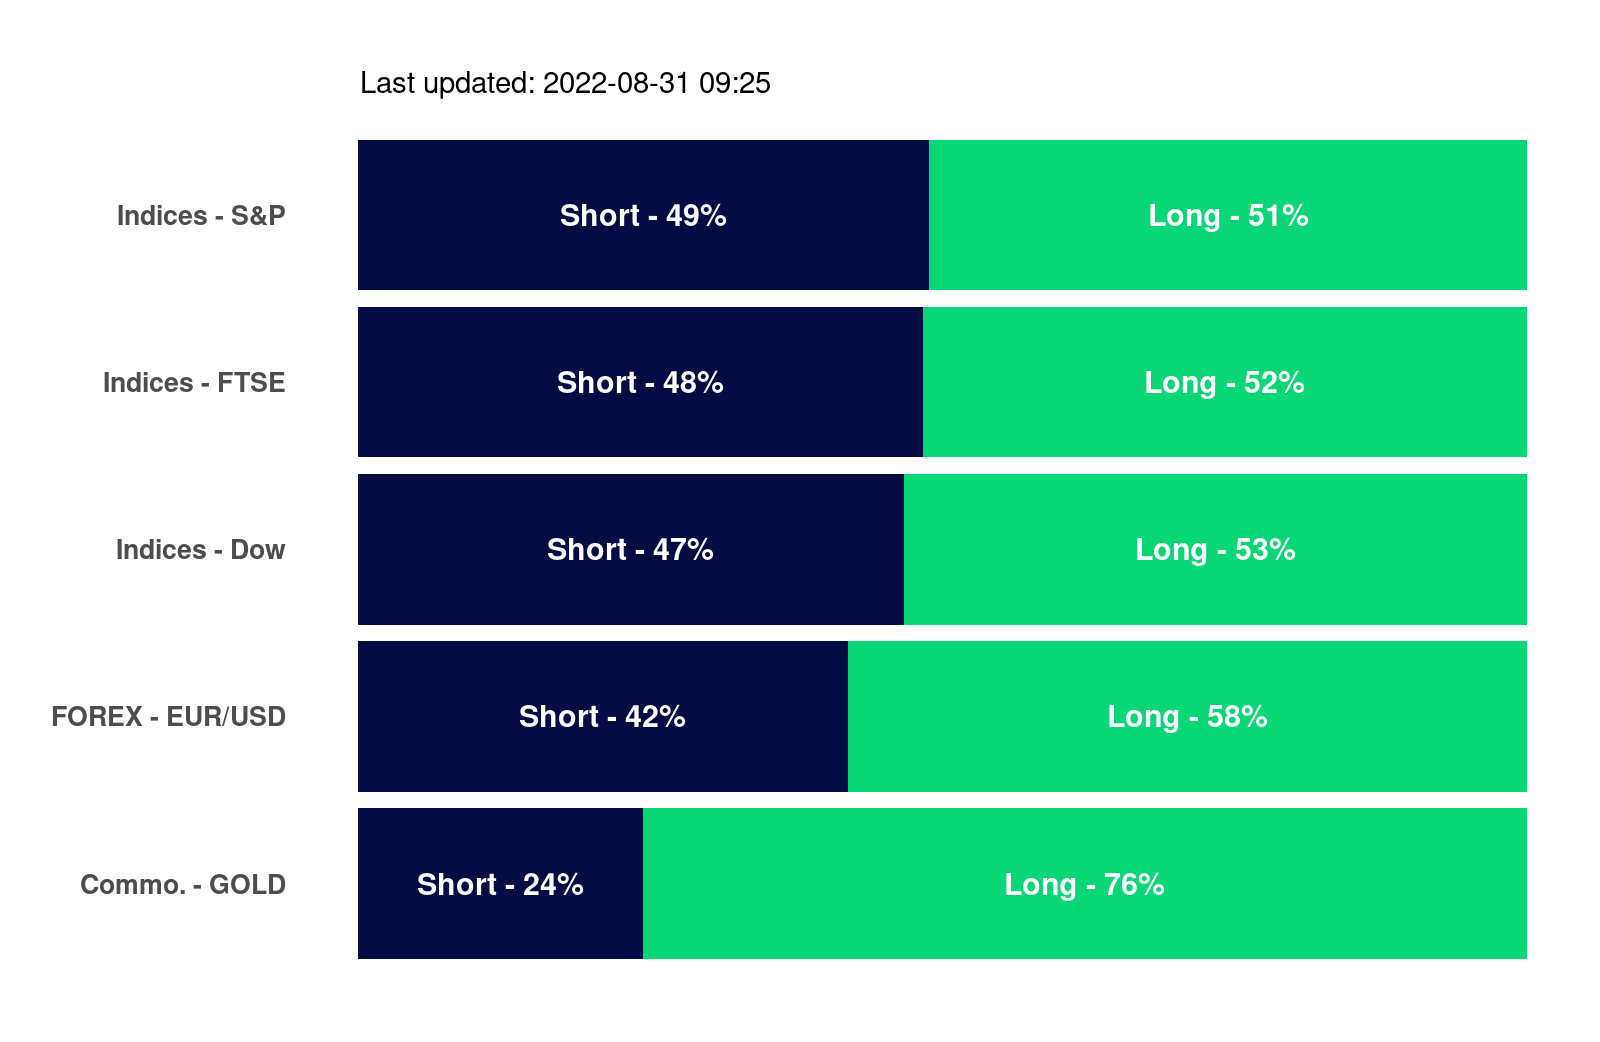 Last updated: 2022-08-31 09:25
Indices - S&P Short - 49% Long - 51%
Indices - FTSE Short - 48% Long - 52%
Indices - Dow Short - 47% Long - 53%
FOREX - EUR/USD Short - 42% Long - 58%
Commo. - GOLD Short - 24% Long - 76%